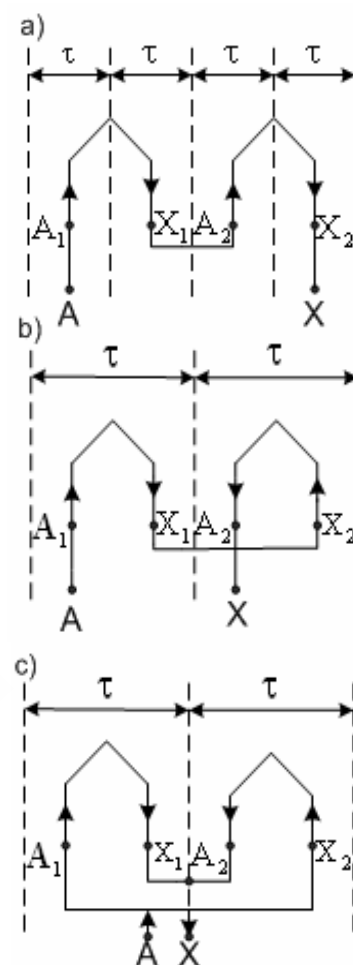 a)
τ τ τ τ
A₁ X₁ A₂ X₂
A X
b)
τ τ
A₁ X₁ A₂ X₂
A X
c)
τ τ
A₁ X₁ A₂ X₂
A X